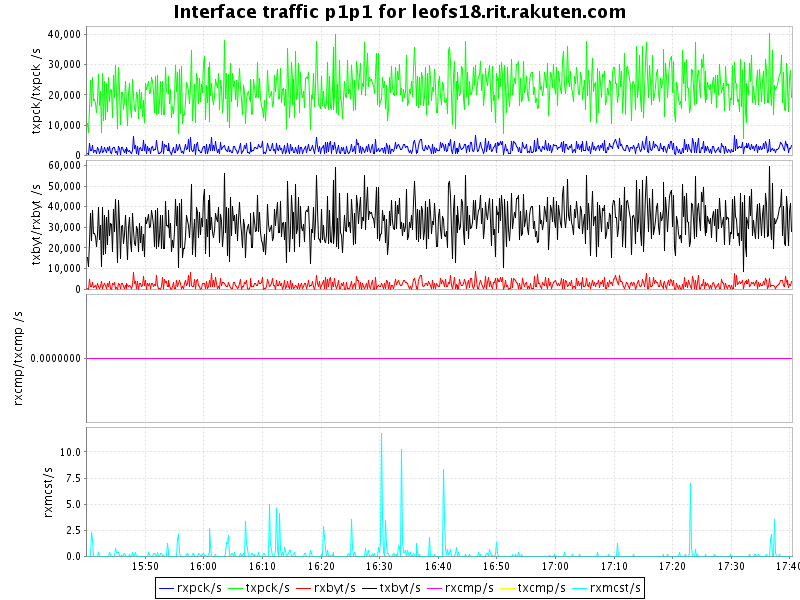 Interface traffic p1p1 for leofs18.rit.rakuten.com
txpck/txpck /s
40,000
30,000
20,000
10,000
0
txbyt/rxbyt /s
60,000
50,000
40,000
30,000
20,000
10,000
0
rxcmp/txcmp /s
0.0000000
rxmcst/s
10.0
7.5
5.0
2.5
0.0
15:50 16:00 16:10 16:20 16:30 16:40 16:50 17:00 17:10 17:20 17:30 17:40
rxpck/s txpck/s rxbyt/s txbyt/s rxcmp/s txcmp/s rxmcst/s